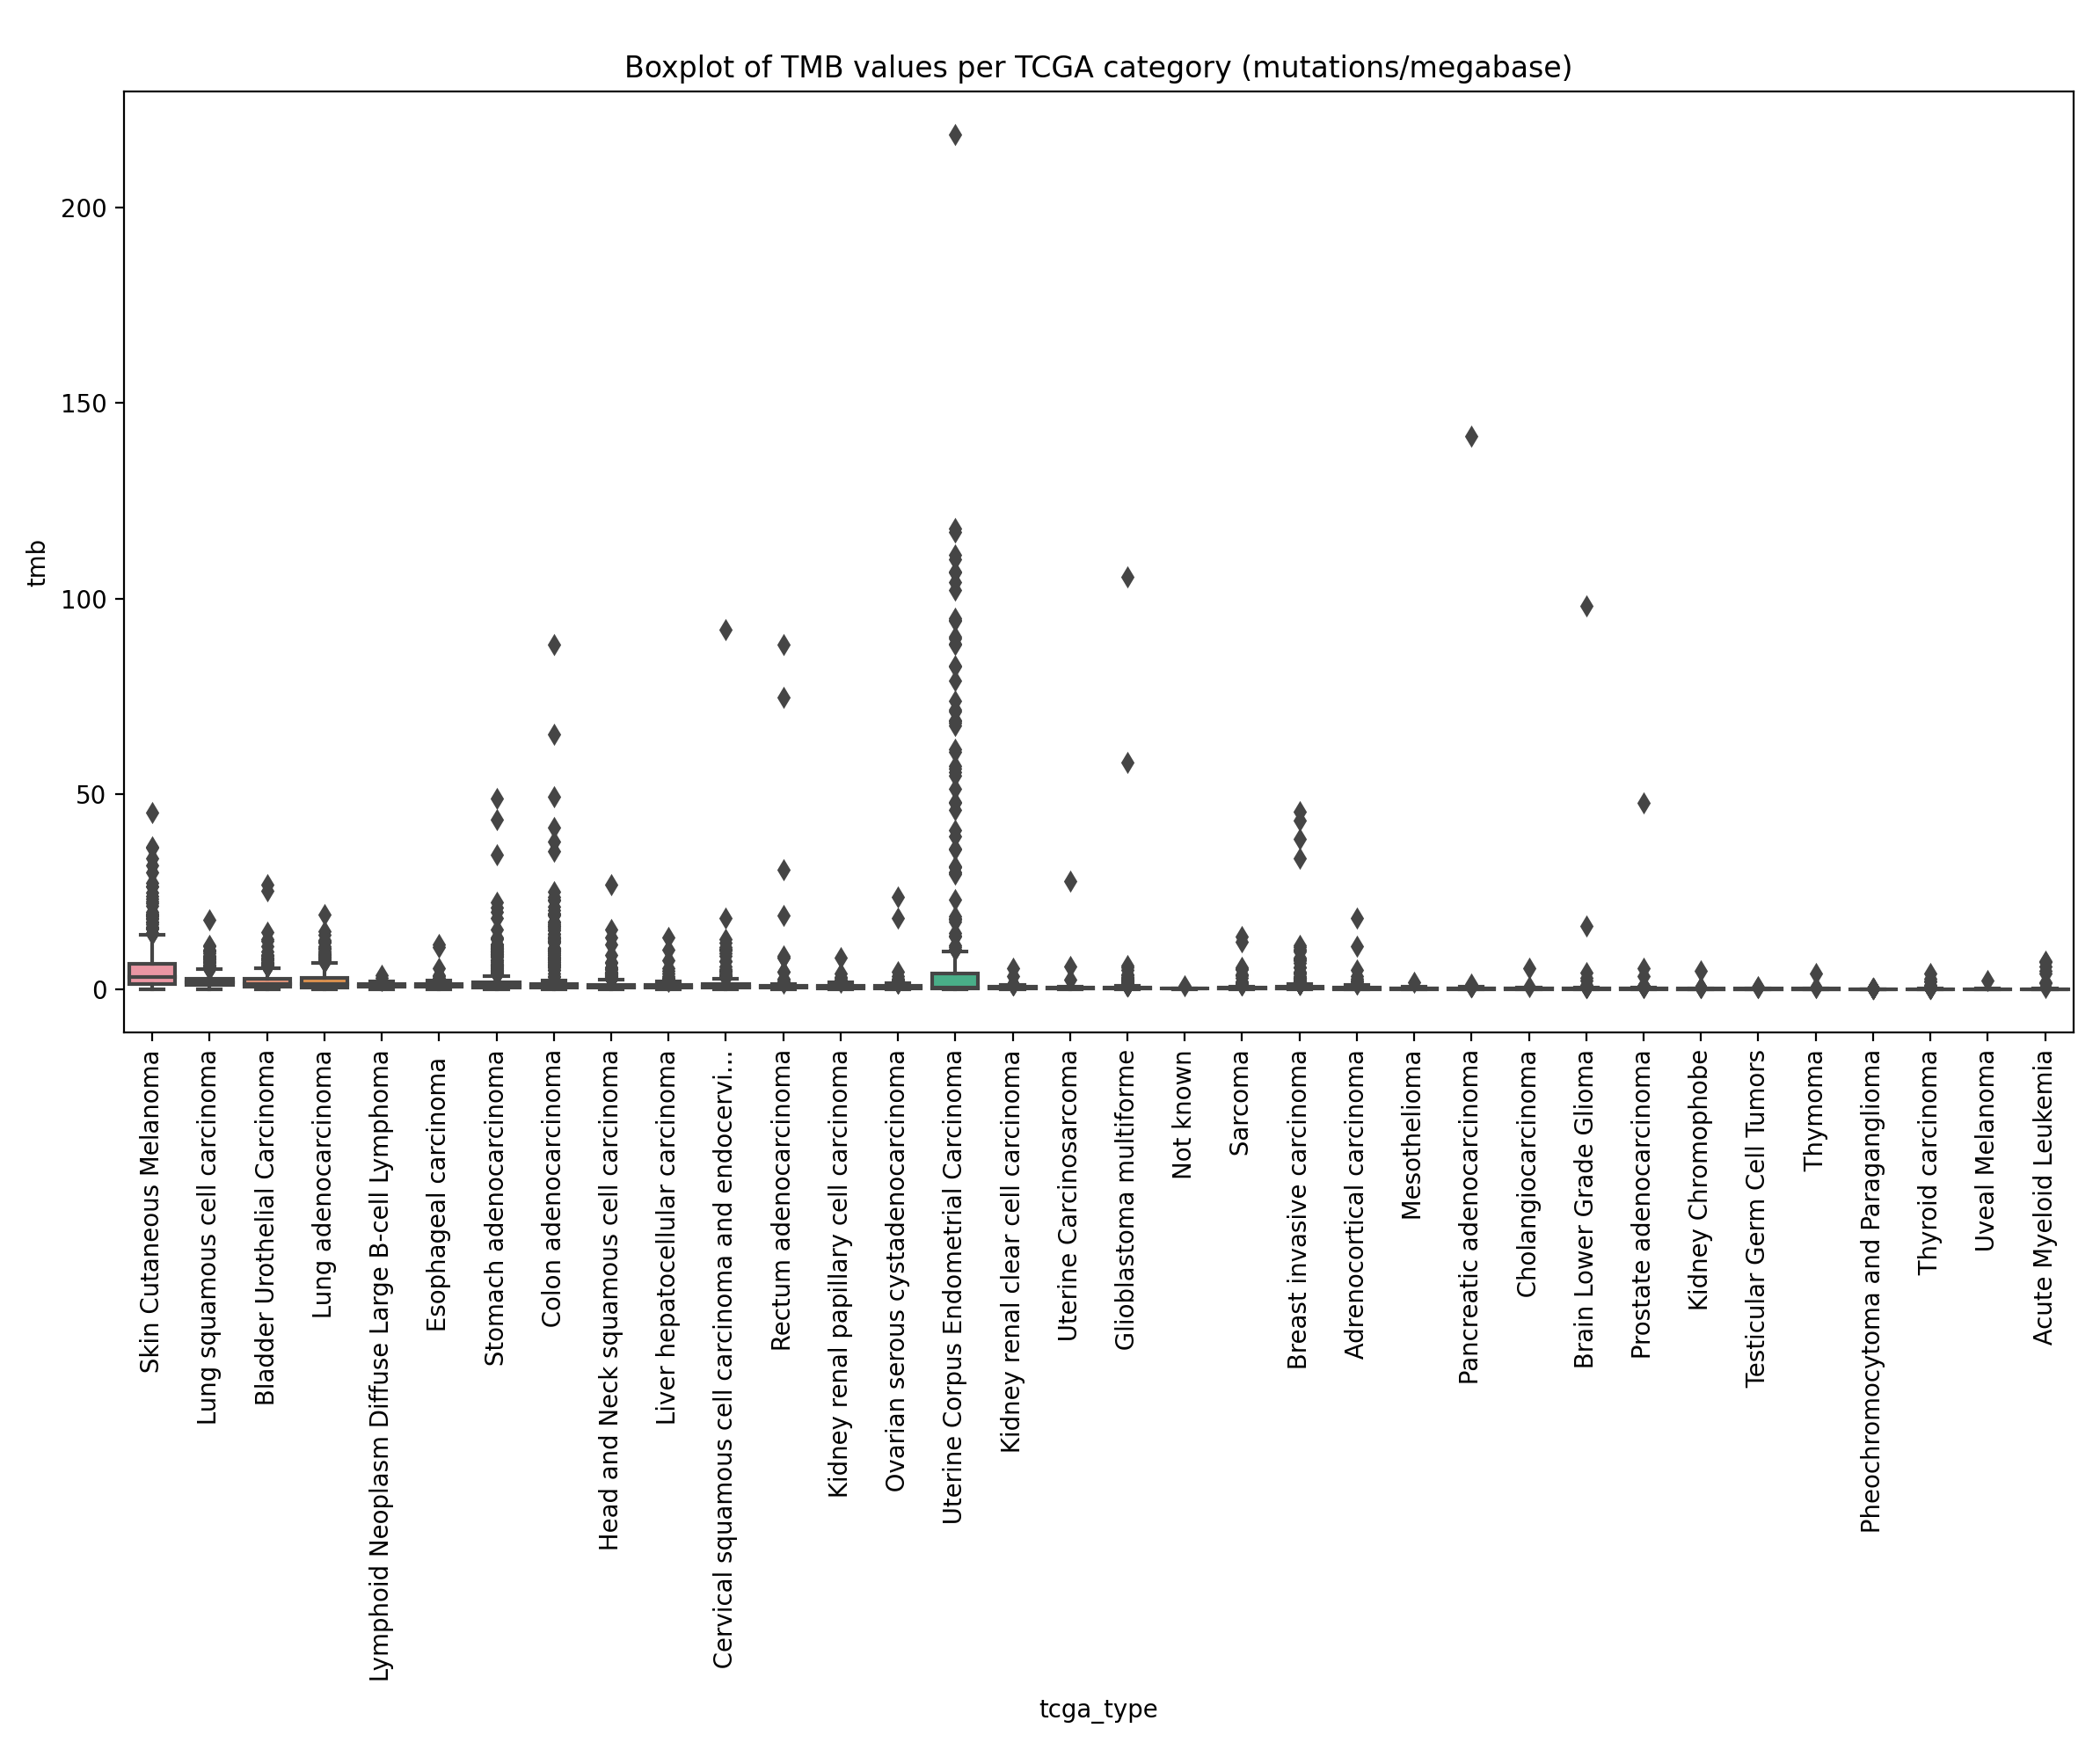 Boxplot of TMB values per TCGA category (mutations/megabase)
200
150
100
50
0
tmb
Skin Cutaneous Melanoma
Lung squamous cell carcinoma
Bladder Urothelial Carcinoma
Lung adenocarcinoma
Lymphoid Neoplasm Diffuse Large B-cell Lymphoma
Esophageal carcinoma
Stomach adenocarcinoma
Colon adenocarcinoma
Head and Neck squamous cell carcinoma
Liver hepatocellular carcinoma
Cervical squamous cell carcinoma and endocervi...
Rectum adenocarcinoma
Kidney renal papillary cell carcinoma
Ovarian serous cystadenocarcinoma
Uterine Corpus Endometrial Carcinoma
Kidney renal clear cell carcinoma
Uterine Carcinosarcoma
Glioblastoma multiforme
Not known
Sarcoma
Breast invasive carcinoma
Adrenocortical carcinoma
Mesothelioma
Pancreatic adenocarcinoma
Cholangiocarcinoma
Brain Lower Grade Glioma
Prostate adenocarcinoma
Kidney Chromophobe
Testicular Germ Cell Tumors
Thymoma
Pheochromocytoma and Paraganglioma
Thyroid carcinoma
Uveal Melanoma
Acute Myeloid Leukemia
tcga_type